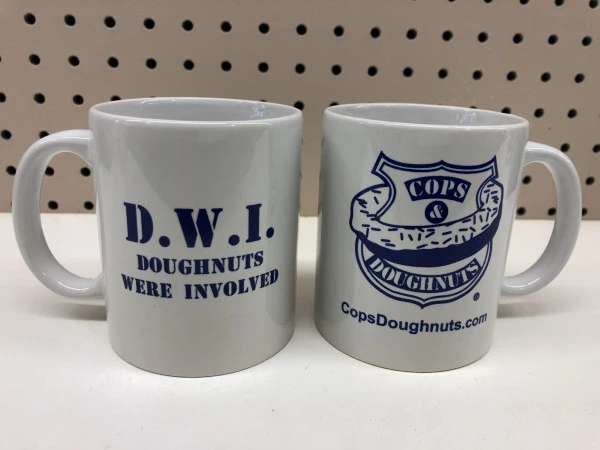 D.W.I.
DOUGHNUTS
WERE INVOLVED
COPS
&
DOUGHNUTS
®
CopsDoughnuts.com